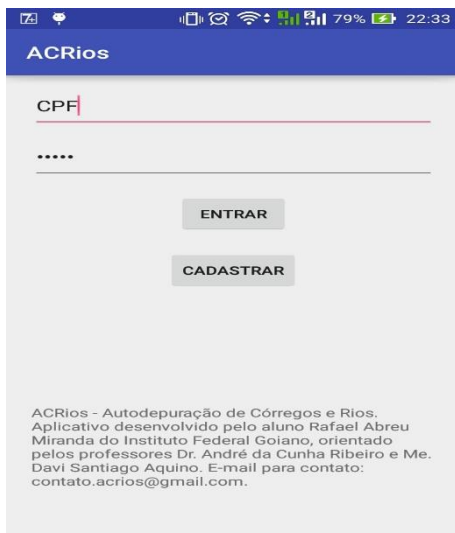 79% 22:33
ACRios
CPF
•••••
ENTRAR
CADASTRAR
ACRios - Autodepuração de Córregos e Rios.
Aplicativo desenvolvido pelo aluno Rafael Abreu
Miranda do Instituto Federal Goiano, orientado
pelos professores Dr. André da Cunha Ribeiro e Me.
Davi Santiago Aquino. E-mail para contato:
contato.acrios@gmail.com.